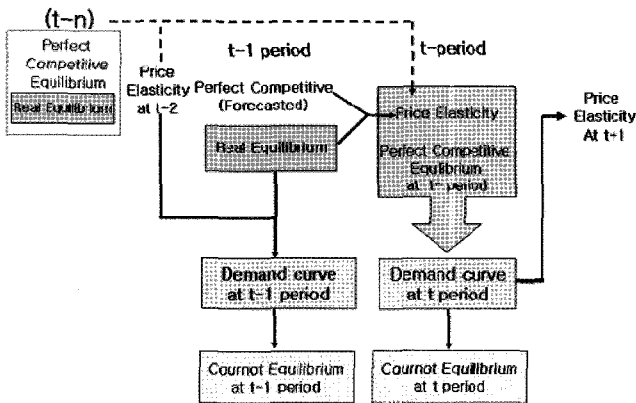 (t-n)
Perfect
Competitive
Equilibrium
Real Equilibrium
t-1 period
t-period
Price
Elasticity
at t-2
Perfect Competitive
(Forecasted)
Real Equilibrium
Price Elasticity
Perfect Competitive
Equilibrium
at t- period
Price
Elasticity
At t+1
Demand curve
at t-1 period
Demand curve
at t period
Cournot Equilibrium
at t-1 period
Cournot Equilibrium
at t period